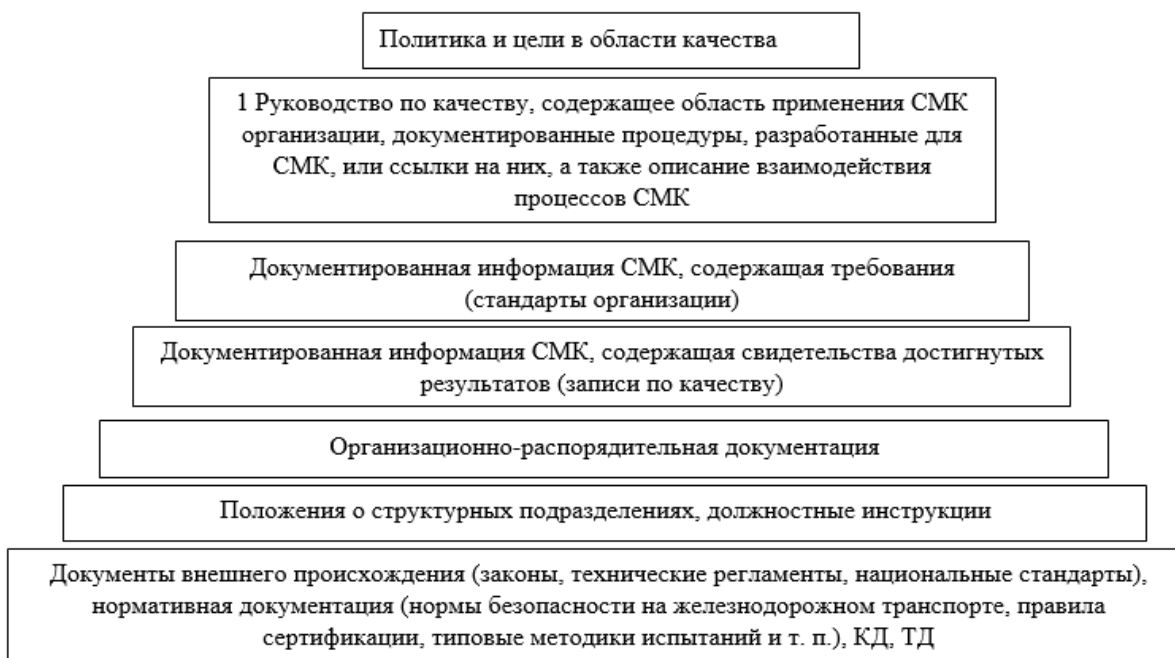 Политика и цели в области качества
1 Руководство по качеству, содержащее область применения СМК
организации, документированные процедуры, разработанные для
СМК, или ссылки на них, а также описание взаимодействия
процессов СМК
Документированная информация СМК, содержащая требования
(стандарты организации)
Документированная информация СМК, содержащая свидетельства достигнутых
результатов (записи по качеству)
Организационно-распорядительная документация
Положения о структурных подразделениях, должностные инструкции
Документы внешнего происхождения (законы, технические регламенты, национальные стандарты),
нормативная документация (нормы безопасности на железнодорожном транспорте, правила
сертификации, типовые методики испытаний и т. п.), КД, ТД